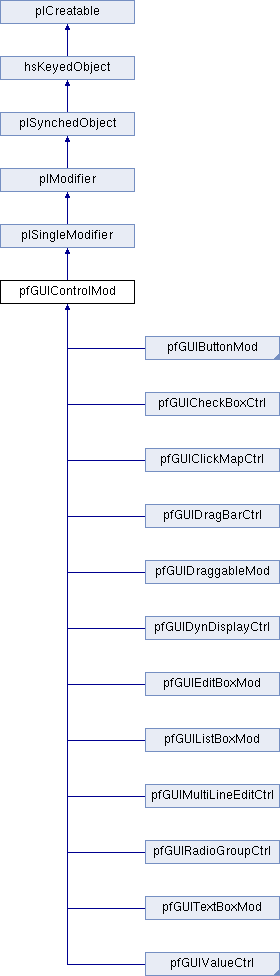 plCreatable
hsKeyedObject
plSynchedObject
plModifier
plSingleModifier
pfGUIControlMod
pfGUIButtonMod
pfGUICheckBoxCtrl
pfGUIClickMapCtrl
pfGUIDragBarCtrl
pfGUIDraggableMod
pfGUIDynDisplayCtrl
pfGUIEditBoxMod
pfGUIListBoxMod
pfGUIMultiLineEditCtrl
pfGUIRadioGroupCtrl
pfGUITextBoxMod
pfGUIValueCtrl